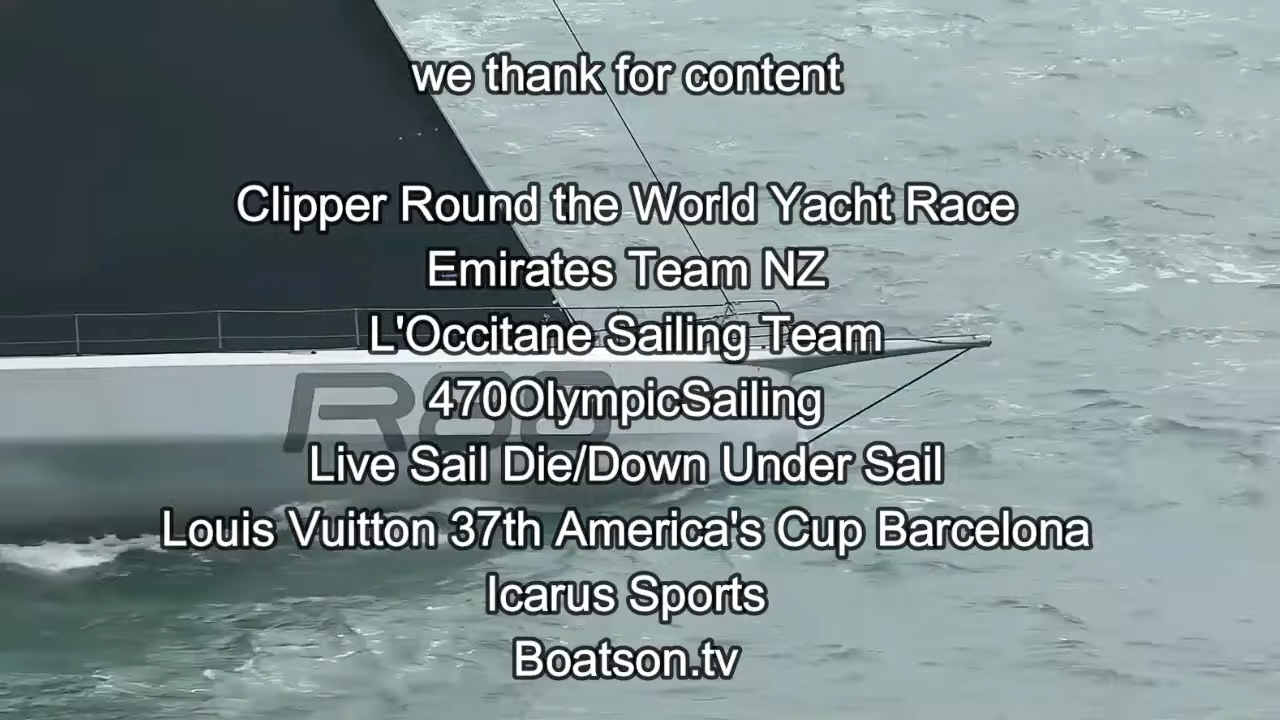 we thank for content
Clipper Round the World Yacht Race
Emirates Team NZ
L'Occitane Sailing Team
R88
470OlympicSailing
Live Sail Die/Down Under Sail
Louis Vuitton 37th America's Cup Barcelona
Icarus Sports
Boatson.tv